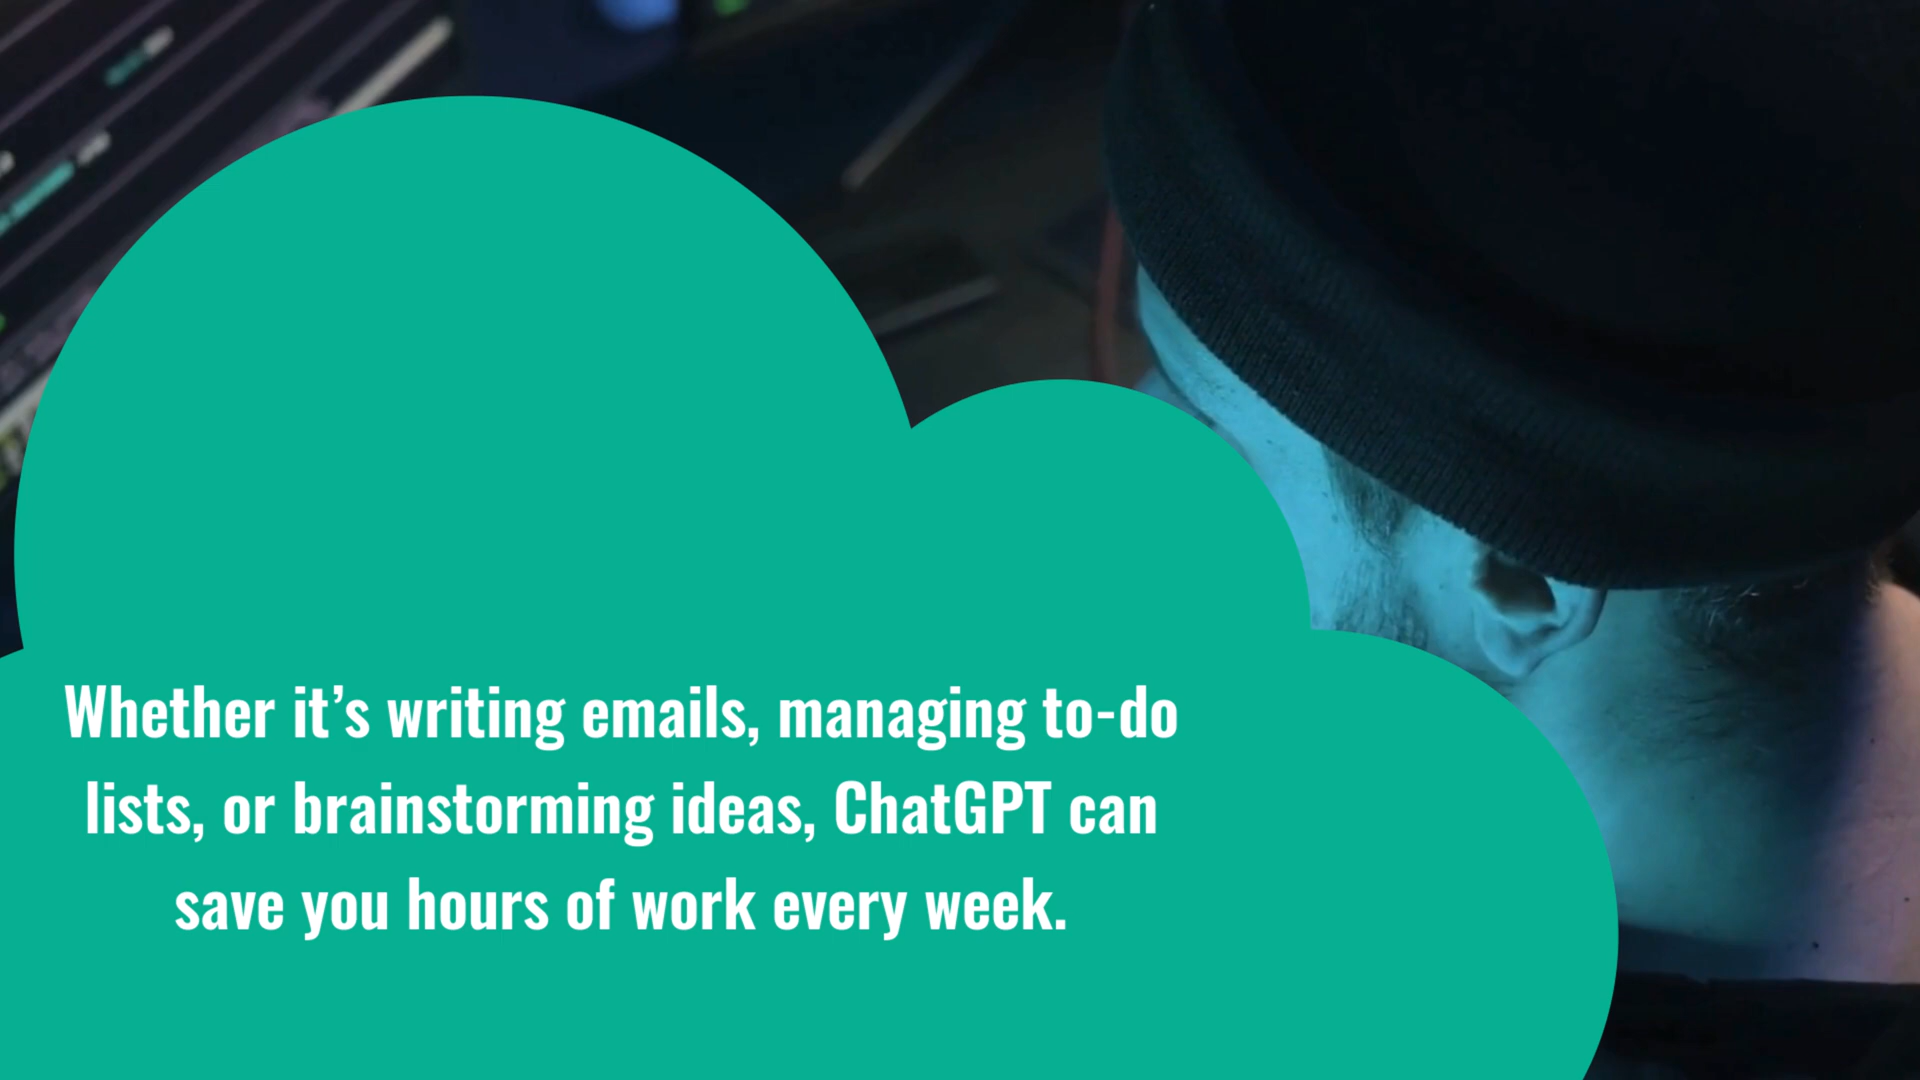 Whether it’s writing emails, managing to-do
lists, or brainstorming ideas, ChatGPT can
save you hours of work every week.